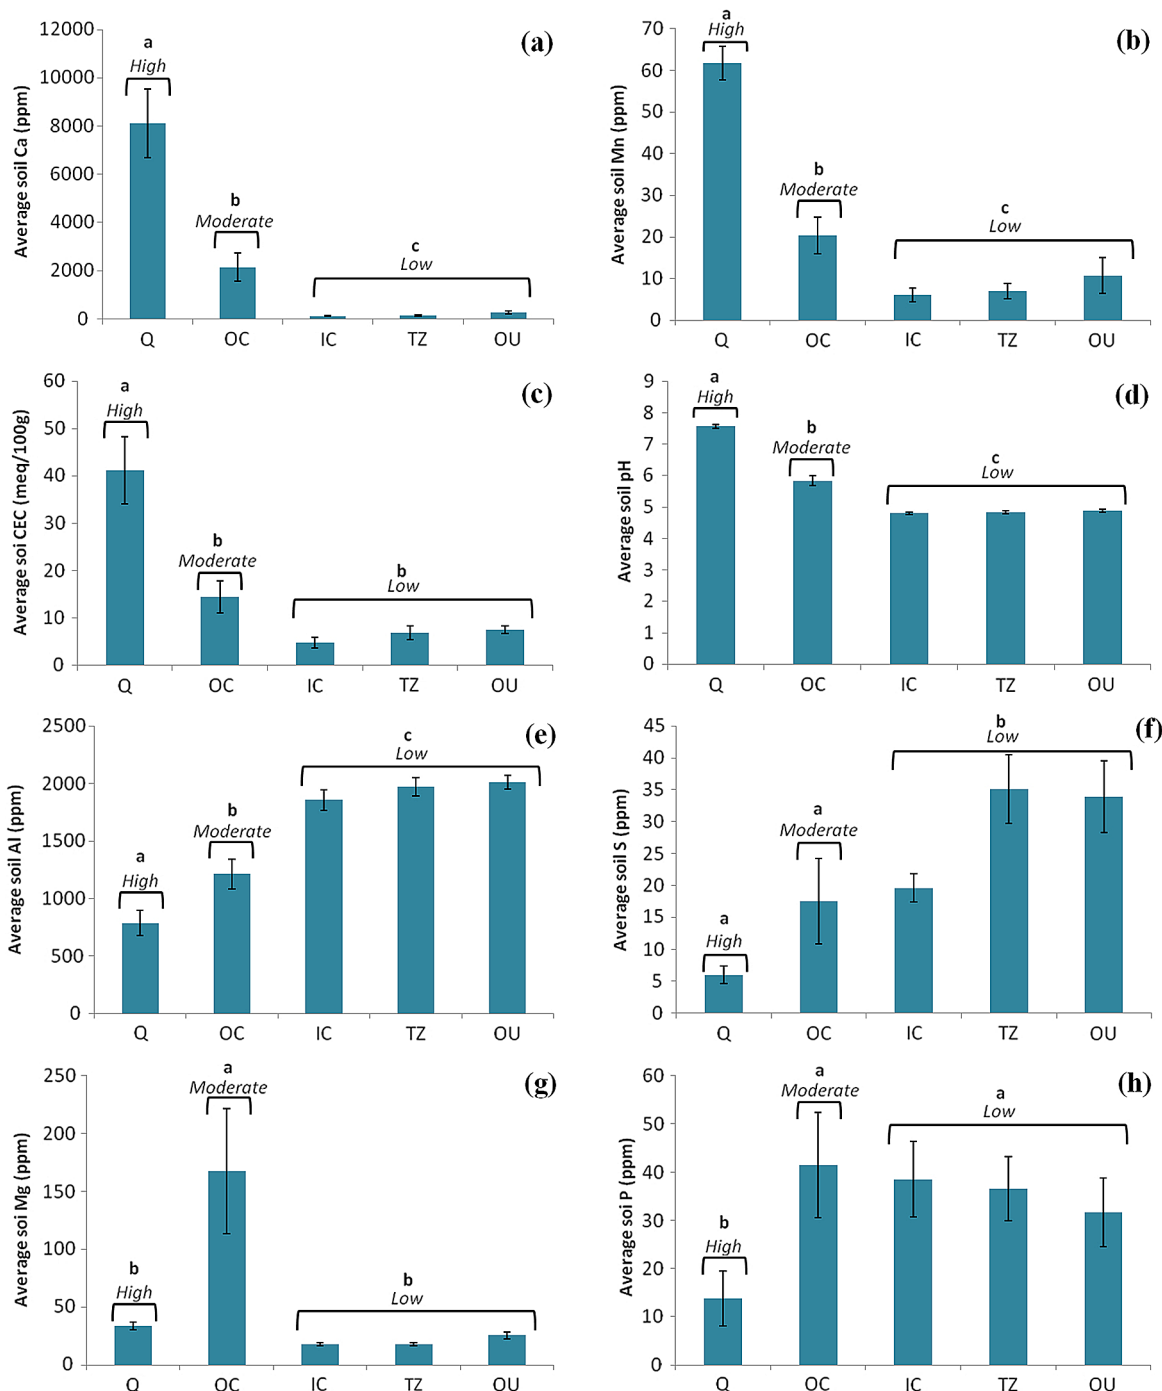 12000
10000
8000
6000
4000
2000
0
Average soil Ca (ppm)
(a)
a
High
b
Moderate
c
Low
Q OC IC TZ OU
70
60
50
40
30
20
10
0
Average soil Mn (ppm)
(b)
a
High
b
Moderate
c
Low
Q OC IC TZ OU
60
50
40
30
20
10
0
Average soi CEC (meq/100g)
(c)
a
High
b
Moderate
b
Low
Q OC IC TZ OU
9
8
7
6
5
4
3
2
1
0
Average soil pH
(d)
a
High
b
Moderate
c
Low
Q OC IC TZ OU
2500
2000
1500
1000
500
0
Average soil Al (ppm)
(e)
a
High
b
Moderate
c
Low
Q OC IC TZ OU
45
40
35
30
25
20
15
10
5
0
Average soil S (ppm)
(f)
a
High
a
Moderate
b
Low
Q OC IC TZ OU
250
200
150
100
50
0
Average soi Mg (ppm)
(g)
b
High
a
Moderate
b
Low
Q OC IC TZ OU
60
50
40
30
20
10
0
Average soi P (ppm)
(h)
b
High
a
Moderate
a
Low
Q OC IC TZ OU